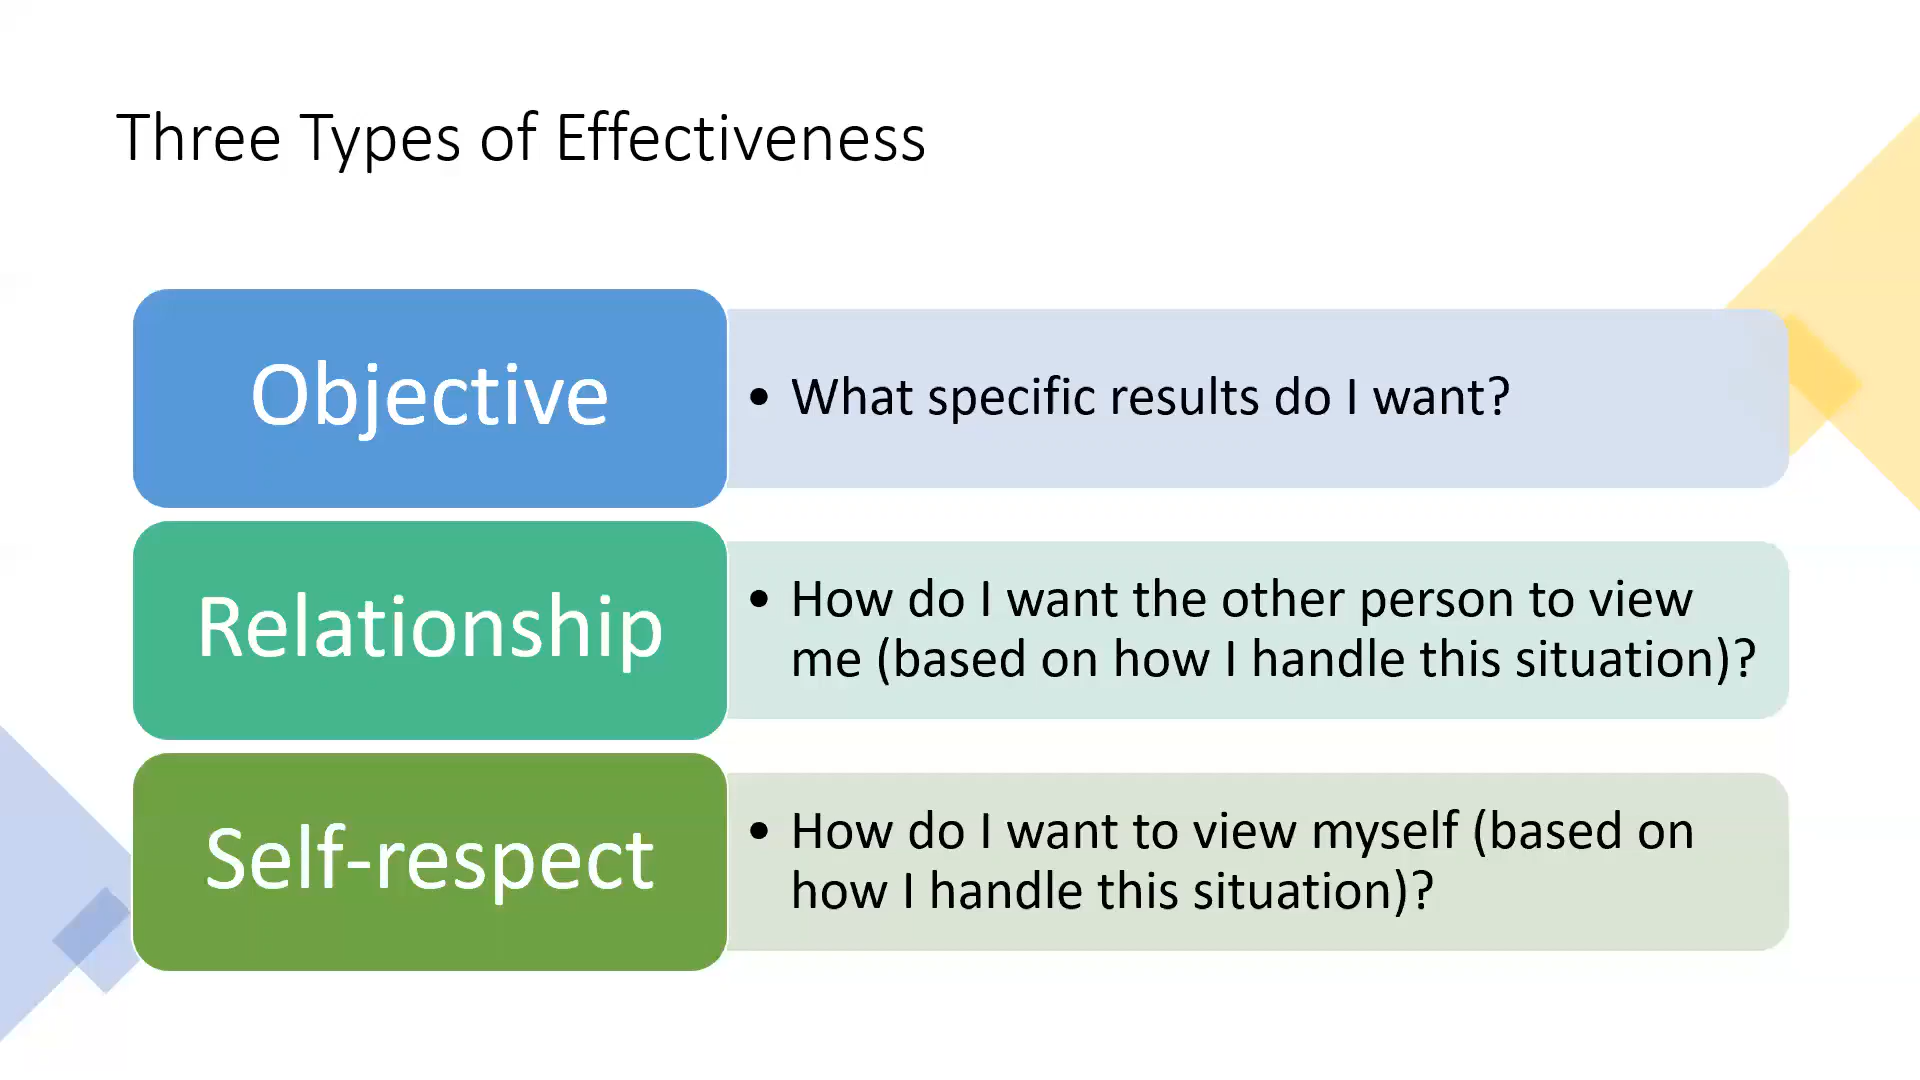 Three Types of Effectiveness
Objective
• What specific results do I want?
Relationship
• How do I want the other person to view
me (based on how I handle this situation)?
Self-respect
• How do I want to view myself (based on
how I handle this situation)?